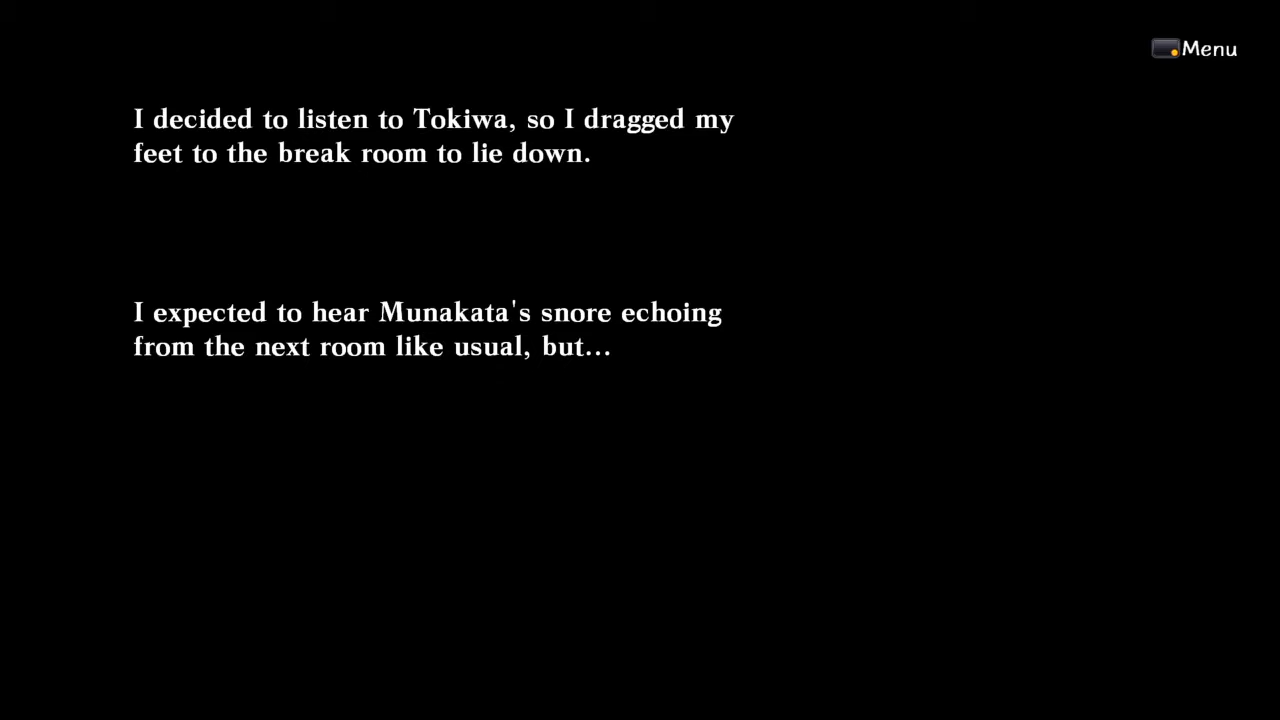 Menu
I decided to listen to Tokiwa, so I dragged my
feet to the break room to lie down.
I expected to hear Munakata's snore echoing
from the next room like usual, but...